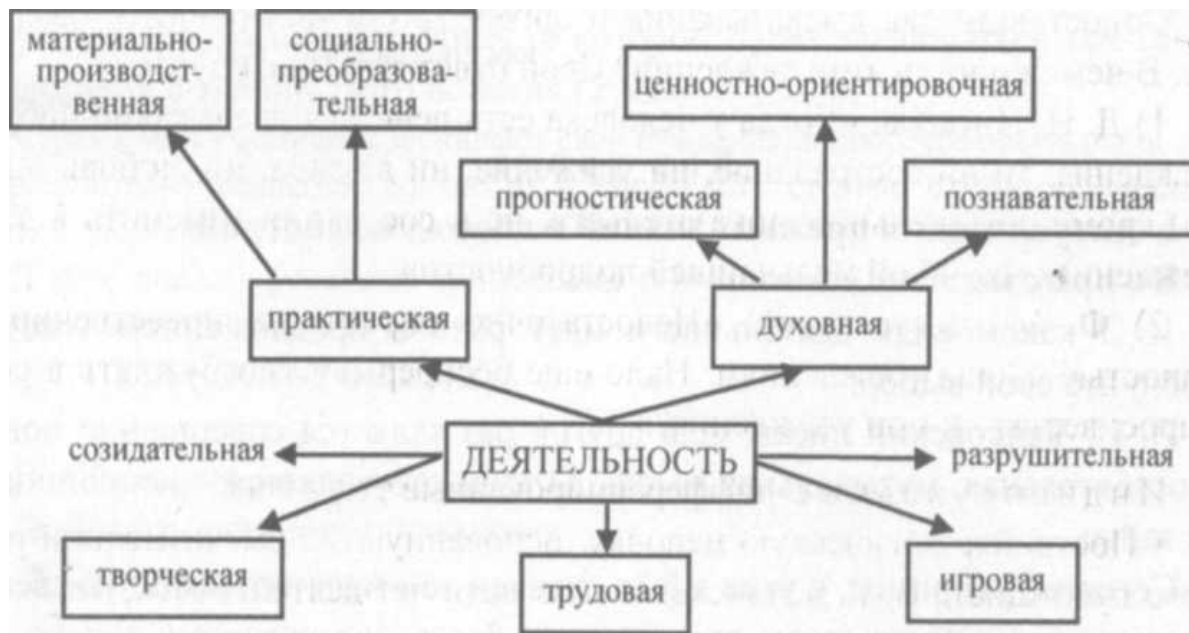 материально-
производст-
венная
социально-
преобразова-
тельная
ценностно-ориентировочная
прогностическая
познавательная
практическая
духовная
созидательная
ДЕЯТЕЛЬНОСТЬ
разрушительная
творческая
трудовая
игровая